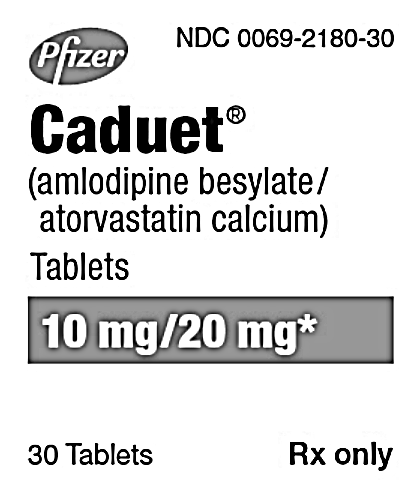 Pfizer
NDC 0069-2180-30
Caduet®
(amlodipine besylate/
atorvastatin calcium)
Tablets
10 mg/20 mg*
30 Tablets
Rx only